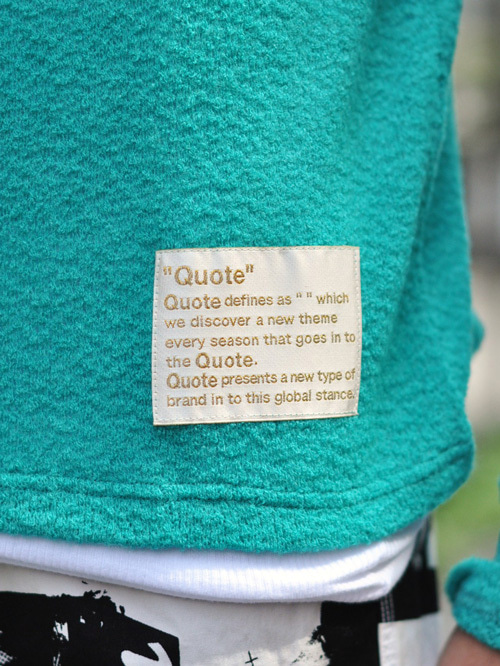 "Quote"
Quote defines as " " which
we discover a new theme
every season that goes in to
the Quote.
Quote presents a new type of
brand in to this global stance.